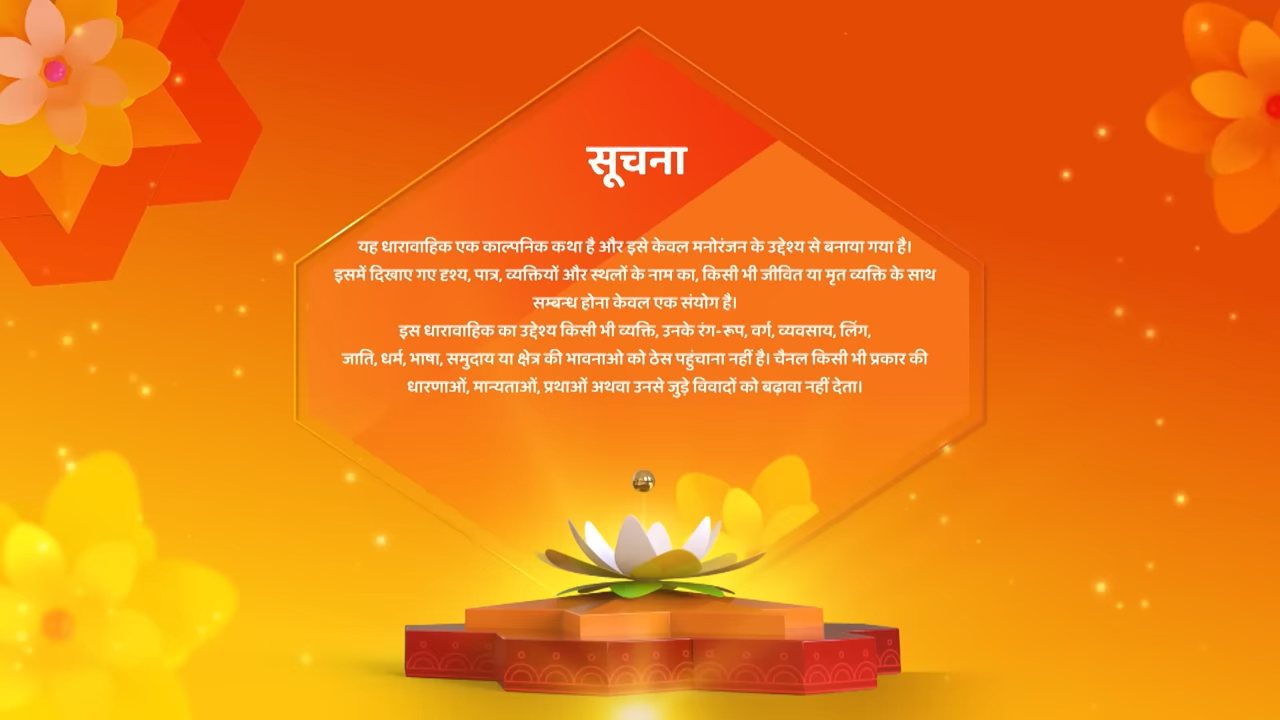 सूचना
यह धारावाहिक एक काल्पनिक कथा है और इसे केवल मनोरंजन के उद्देश्य से बनाया गया है।
इसमें दिखाए गए दृश्य, पात्र, व्यक्तियों और स्थलों के नाम का, किसी भी जीवित या मृत व्यक्ति के साथ
सम्बन्ध होना केवल एक संयोग है।
इस धारावाहिक का उद्देश्य किसी भी व्यक्ति, उनके रंग-रूप, वर्ग, व्यवसाय, लिंग,
जाति, धर्म, भाषा, समुदाय या क्षेत्र की भावनाओ को ठेस पहुंचाना नहीं है। चैनल किसी भी प्रकार की
धारणाओं, मान्यताओं, प्रथाओं अथवा उनसे जुड़े विवादों को बढ़ावा नहीं देता।